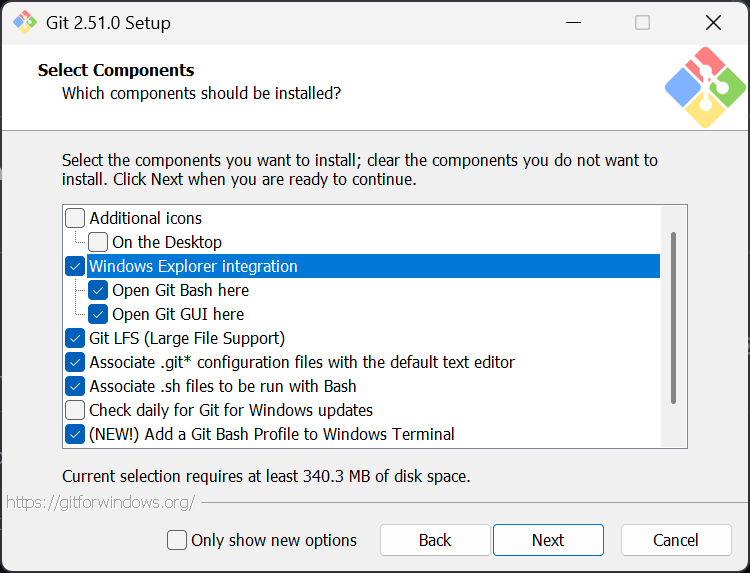 Git 2.51.0 Setup
Select Components
Which components should be installed?
Select the components you want to install; clear the components you do not want to
install. Click Next when you are ready to continue.
Additional icons
On the Desktop
Windows Explorer integration
Open Git Bash here
Open Git GUI here
Git LFS (Large File Support)
Associate .git* configuration files with the default text editor
Associate .sh files to be run with Bash
Check daily for Git for Windows updates
(NEW!) Add a Git Bash Profile to Windows Terminal
Current selection requires at least 340.3 MB of disk space.
https://gitforwindows.org/
Only show new options
Back
Next
Cancel